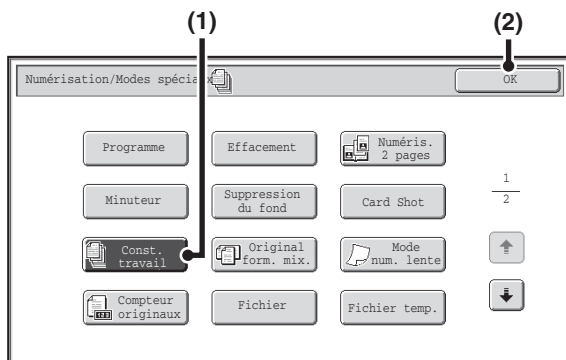 (1)
(2)
Numérisation/Modes spéciaux
OK
Programme
Effacement
Numéris.
2 pages
Minuteur
Suppression
du fond
Card Shot
1
2
Const.
travail
Original
form. mix.
Mode
num. lente
Compteur
originaux
Fichier
Fichier temp.